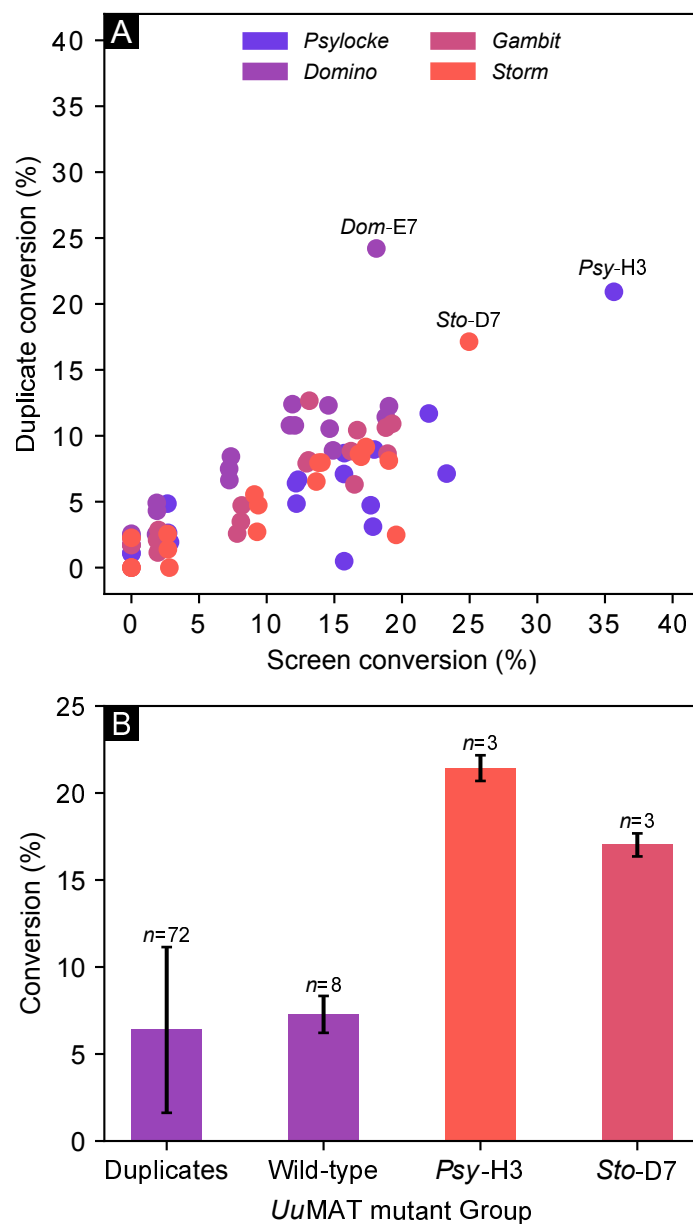 A
Psylocke
Gambit
Domino
Storm
40
35
30
25
20
15
10
5
0
Duplicate conversion (%)
Dom-E7
Psy-H3
Sto-D7
0 5 10 15 20 25 30 35 40
Screen conversion (%)
B
25
20
15
10
5
0
Conversion (%)
n=72
n=8
n=3
n=3
Duplicates Wild-type Psy-H3 Sto-D7
UuMAT mutant Group